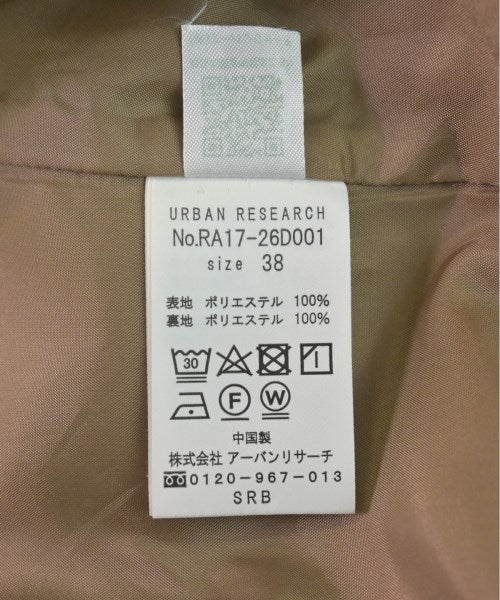 URBAN RESEARCH
No.RA17-26D001
size 38
表地 ポリエステル 100%
裏地 ポリエステル 100%
30
F W
中国製
株式会社 アーバンリサーチ
0120-967-013
SRB